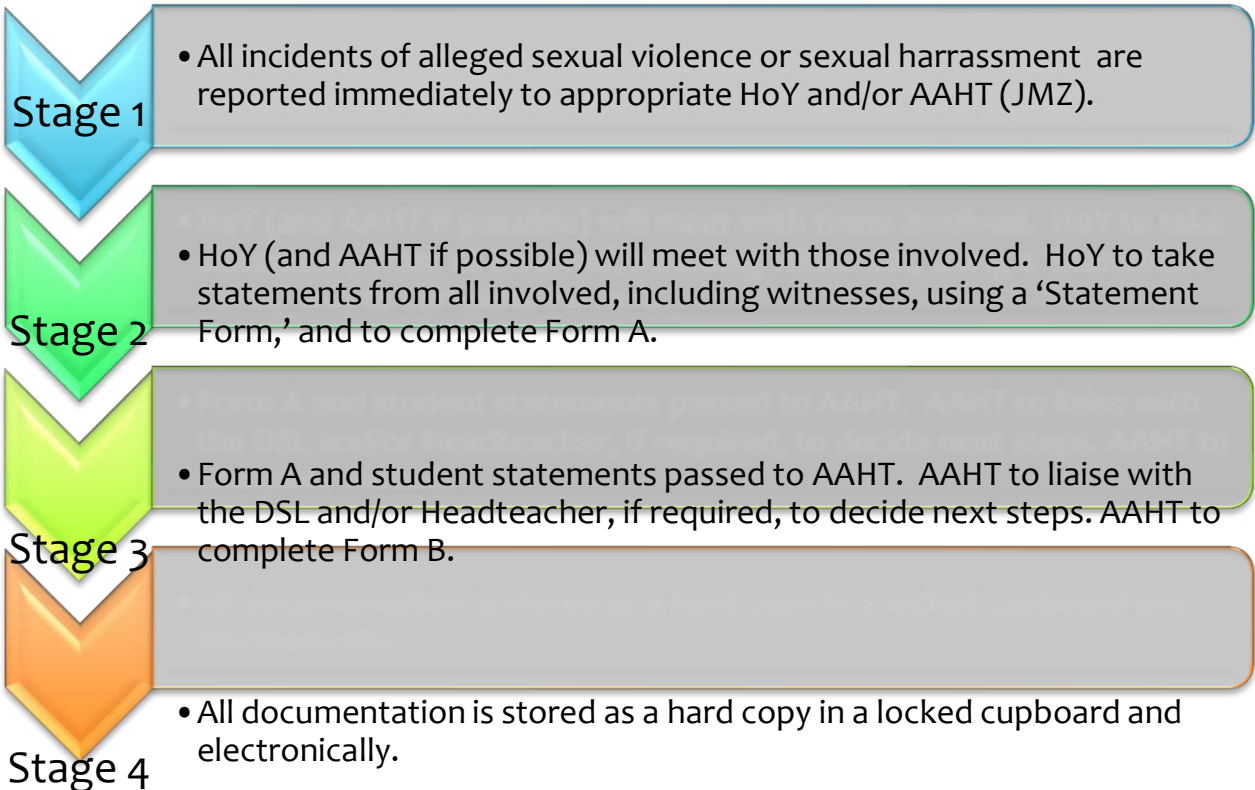 Stage 1
• All incidents of alleged sexual violence or sexual harrassment are
reported immediately to appropriate HoY and/or AAHT (JMZ).
Stage 2
• HoY (and AAHT if possible) will meet with those involved. HoY to take
statements from all involved, including witnesses, using a ‘Statement
Form,’ and to complete Form A.
Stage 3
• Form A and student statements passed to AAHT. AAHT to liaise with
the DSL and/or Headteacher, if required, to decide next steps. AAHT to
complete Form B.
Stage 4
• All documentation is stored as a hard copy in a locked cupboard and
electronically.